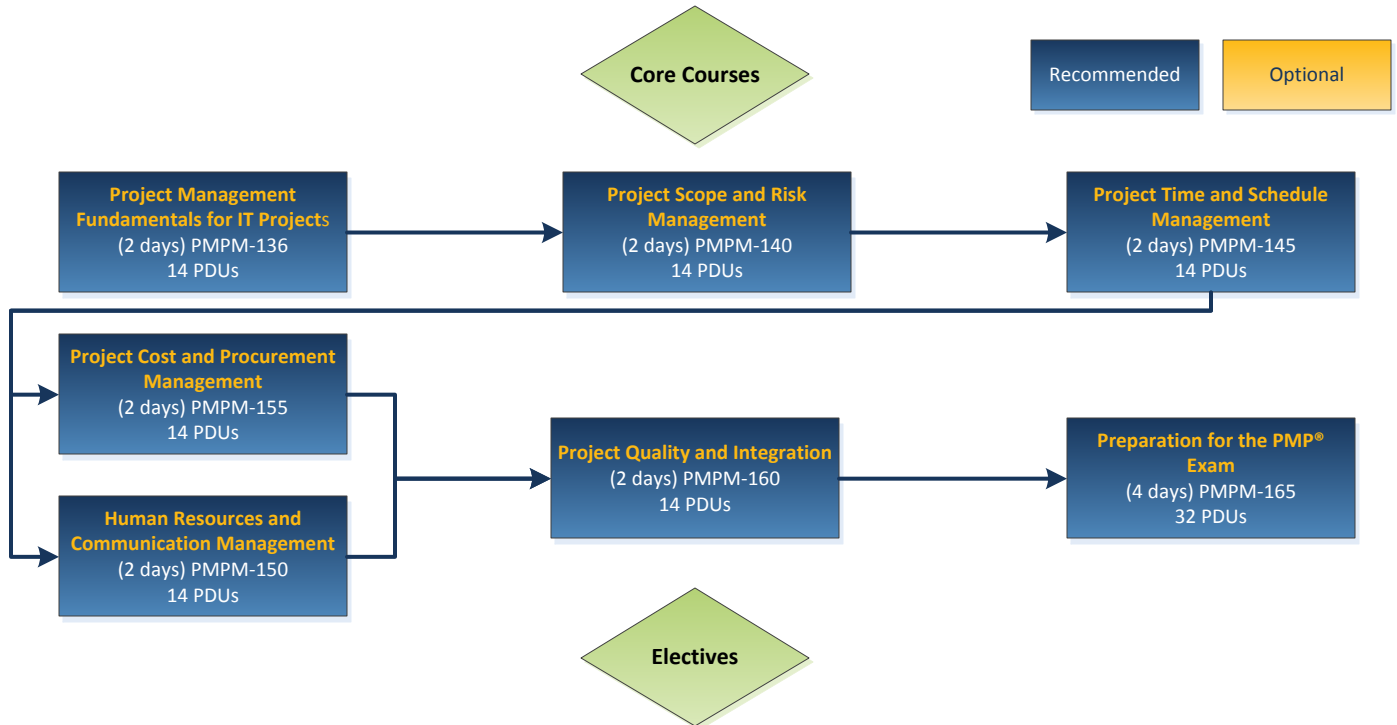 Core Courses
Recommended
Optional
Project Management
Fundamentals for IT Projects
(2 days) PMPM-136
14 PDUs
Project Scope and Risk
Management
(2 days) PMPM-140
14 PDUs
Project Time and Schedule
Management
(2 days) PMPM-145
14 PDUs
Project Cost and Procurement
Management
(2 days) PMPM-155
14 PDUs
Human Resources and
Communication Management
(2 days) PMPM-150
14 PDUs
Project Quality and Integration
(2 days) PMPM-160
14 PDUs
Preparation for the PMP®
Exam
(4 days) PMPM-165
32 PDUs
Electives